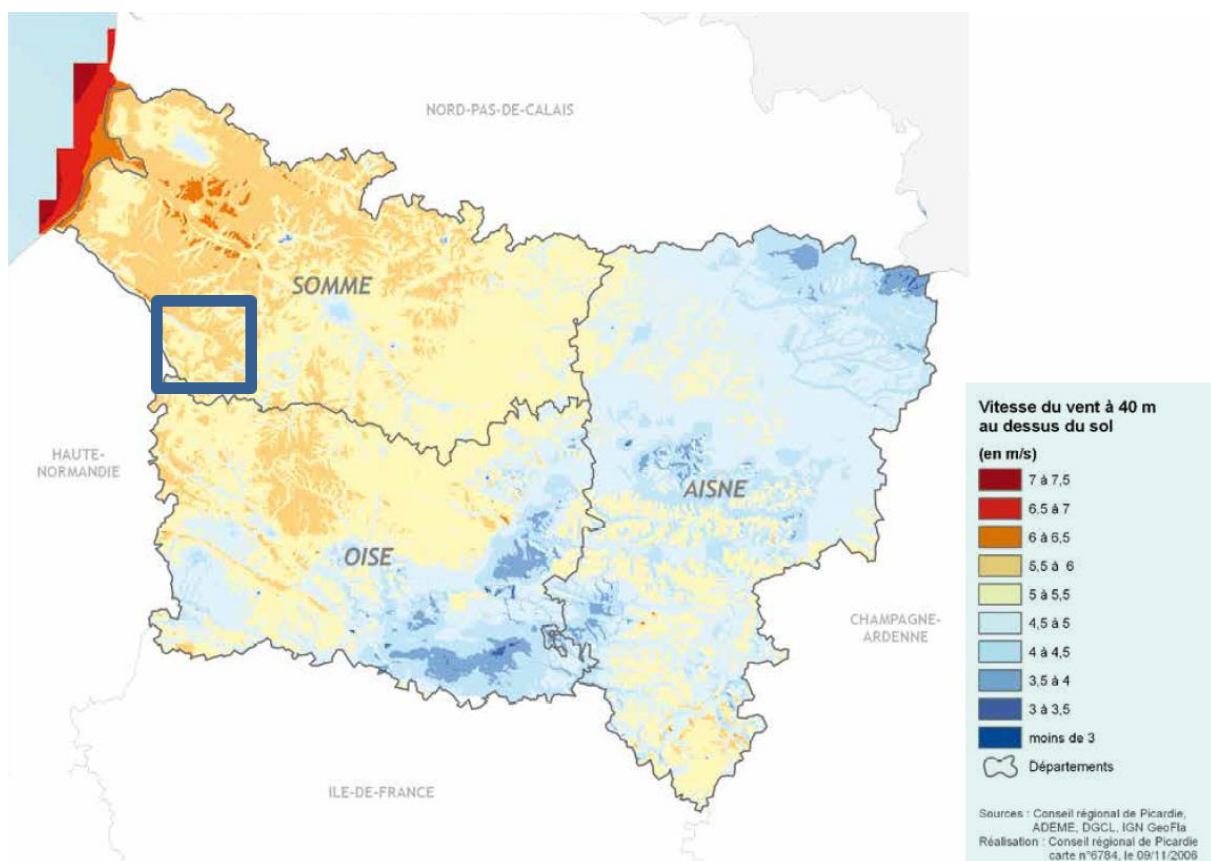 NORD-PAS-DE-CALAIS
SOMME
HAUTE-
NORMANDIE
AISNE
OISE
CHAMPAGNE-
ARDENNE
ILE-DE-FRANCE
Vitesse du vent à 40 m
au dessus du sol
(en m/s)
7 à 7,5
6,5 à 7
6 à 6,5
5,5 à 6
5 à 5,5
4,5 à 5
4 à 4,5
3,5 à 4
3 à 3,5
moins de 3
Départements
Sources : Conseil régional de Picardie,
ADEME, DGCL, IGN GeoFla
Réalisation : Conseil régional de Picardie
carte n°6784, le 09/11/2006